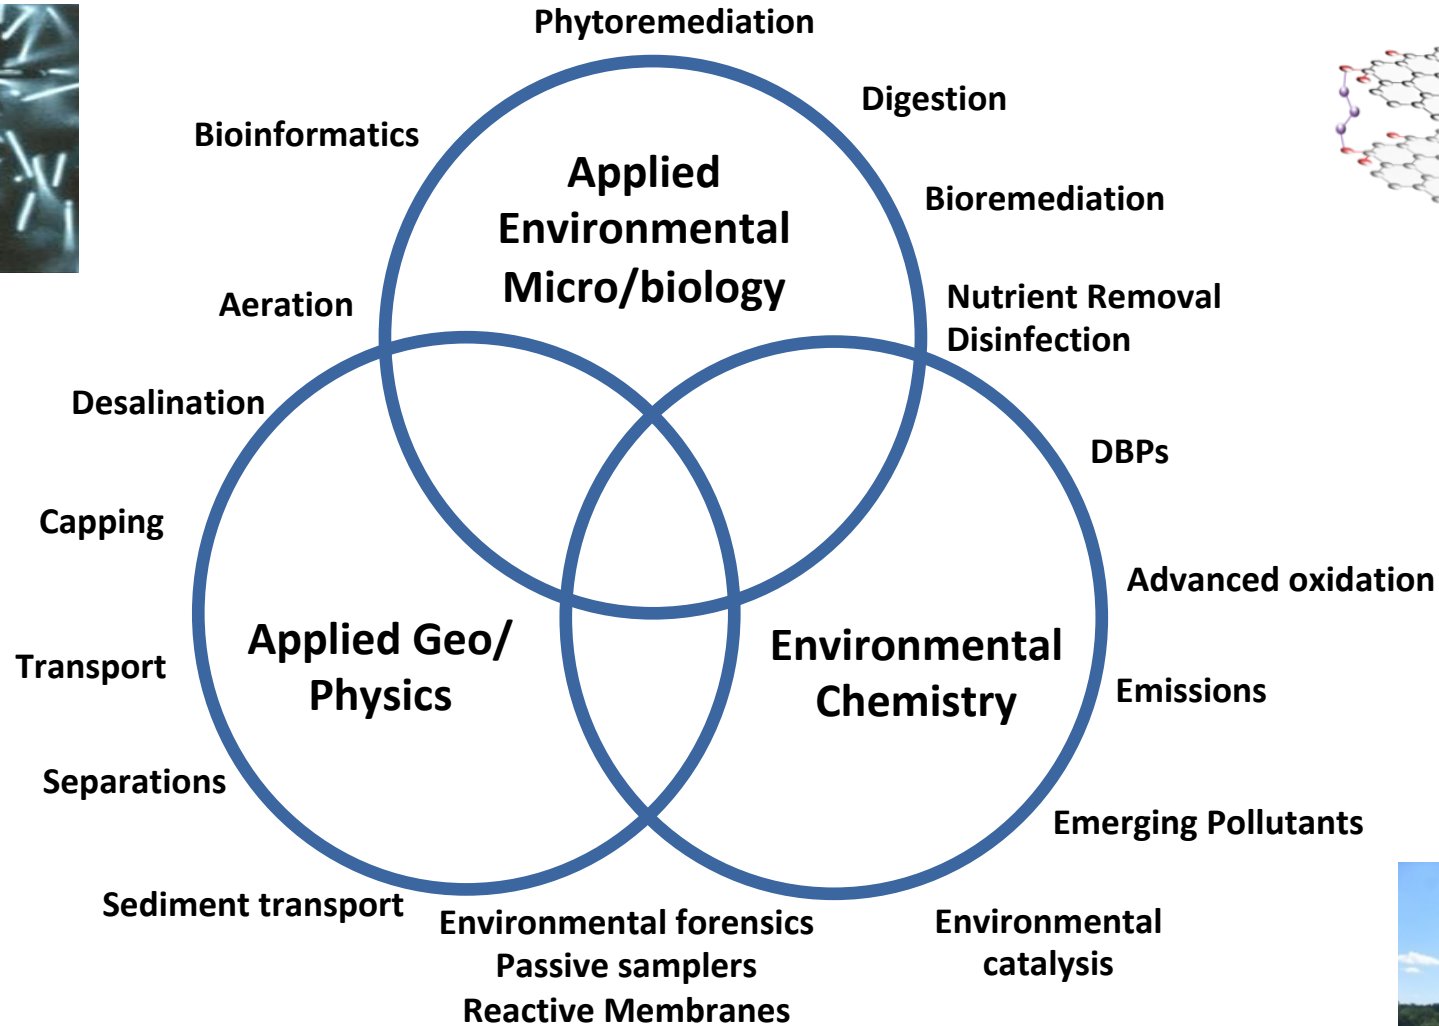 Phytoremediation
Digestion
Bioinformatics
Applied
Environmental
Micro/biology
Bioremediation
Aeration
Nutrient Removal
Disinfection
Desalination
DBPs
Capping
Advanced oxidation
Applied Geo/
Physics
Environmental
Chemistry
Transport
Emissions
Separations
Emerging Pollutants
Sediment transport
Environmental forensics
Passive samplers
Reactive Membranes
Environmental
catalysis